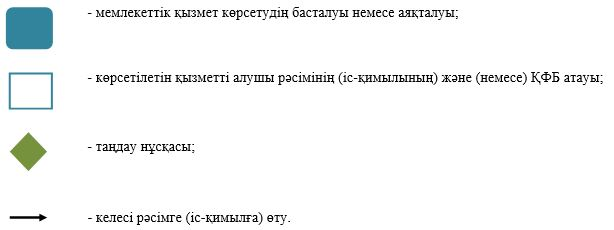 - мемлекеттік қызмет көрсетудің басталуы немесе аяқталуы;
- көрсетілетін қызметті алушы рәсімінің (іс-қимылының) және (немесе) ҚФБ атауы;
- таңдау нұсқасы;
- келесі рәсімге (іс-қимылға) өту.